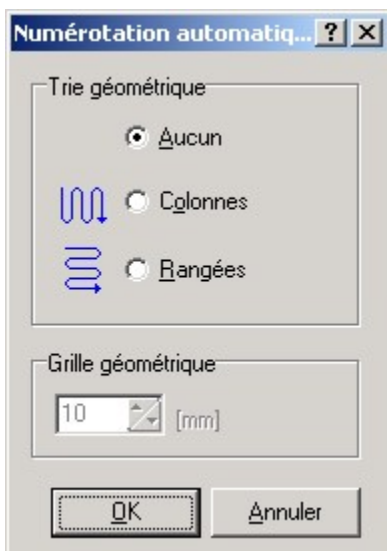 Numérotation automatiq... ? X
Trie géométrique
Aucun
Colonnes
Rangées
Grille géométrique
10 [mm]
OK Annuler